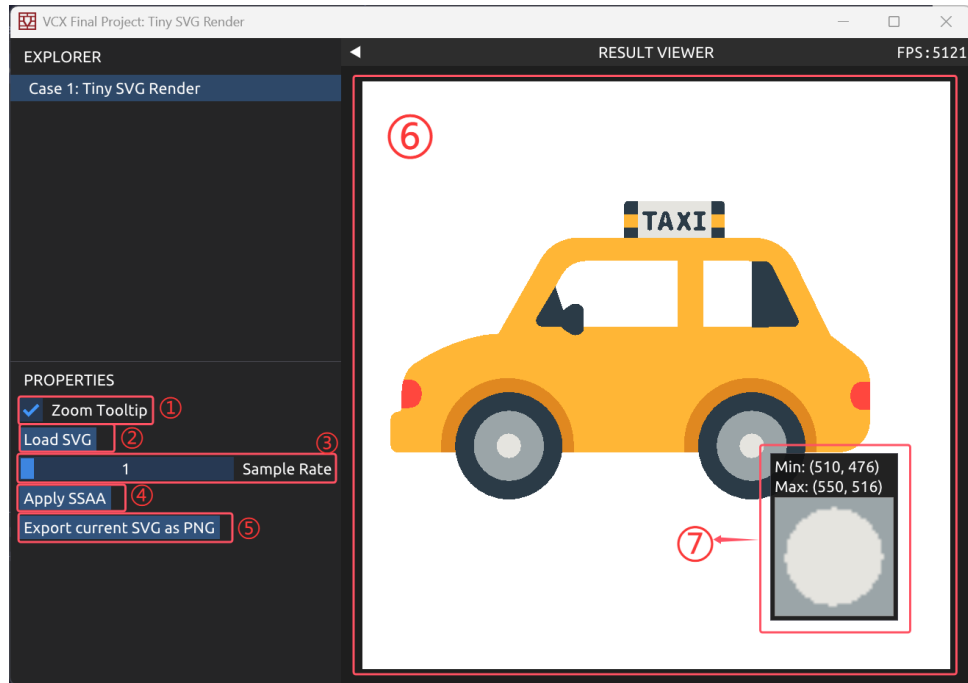 VCX Final Project: Tiny SVG Render
EXPLORER
RESULT VIEWER
FPS:5121
Case 1: Tiny SVG Render
⑥
TAXI
PROPERTIES
Zoom Tooltip ①
Load SVG ②
③
1 Sample Rate
Apply SSAA ④
Export current SVG as PNG ⑤
Min: (510, 476)
Max: (550, 516)
⑦